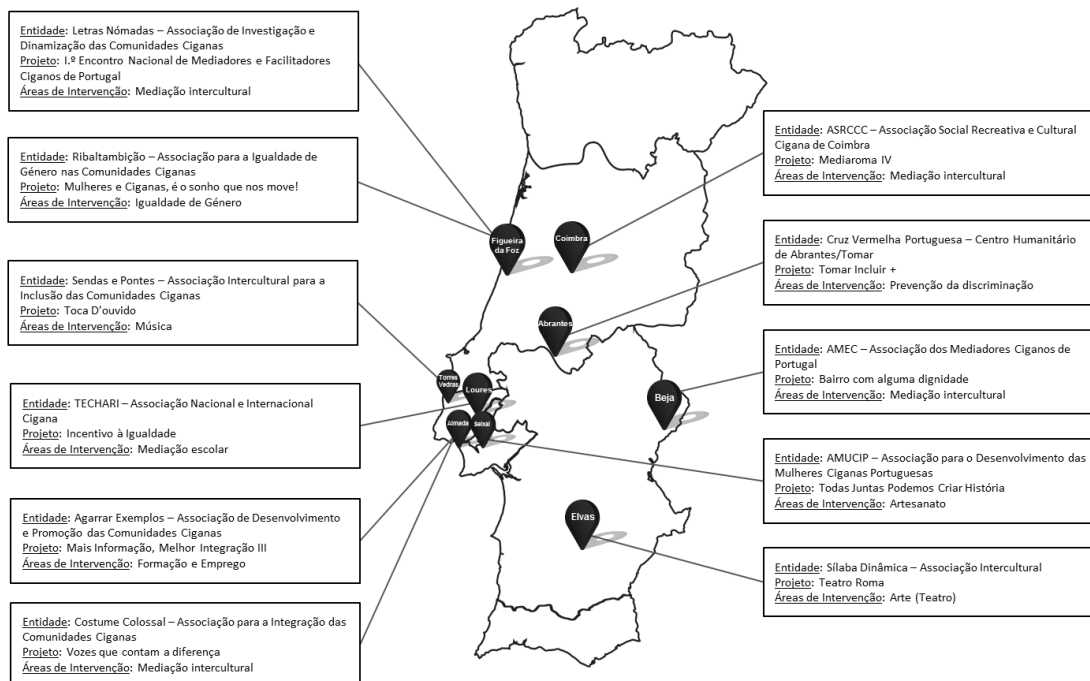 Entidade: Letras Nómadas – Associação de Investigação e
Dinamização das Comunidades Ciganas
Projeto: I.º Encontro Nacional de Mediadores e Facilitadores
Ciganos de Portugal
Áreas de Intervenção: Mediação intercultural
Entidade: Ribaltambição – Associação para a Igualdade de
Género nas Comunidades Ciganas
Projeto: Mulheres e Ciganas, é o sonho que nos move!
Áreas de Intervenção: Igualdade de Género
Entidade: Sendas e Pontes – Associação Intercultural para a
Inclusão das Comunidades Ciganas
Projeto: Toca D'ouvido
Áreas de Intervenção: Música
Entidade: TECHARI – Associação Nacional e Internacional
Cigana
Projeto: Incentivo à Igualdade
Áreas de Intervenção: Mediação escolar
Entidade: Agarrar Exemplos – Associação de Desenvolvimento
e Promoção das Comunidades Ciganas
Projeto: Mais Informação, Melhor Integração III
Áreas de Intervenção: Formação e Emprego
Entidade: Costume Colossal – Associação para a Integração das
Comunidades Ciganas
Projeto: Vozes que contam a diferença
Áreas de Intervenção: Mediação intercultural
Figueira
da Foz
Coimbra
Abrantes
Torres
Vedras
Loures
Almada
Seixal
Beja
Elvas
Entidade: ASRCCC – Associação Social Recreativa e Cultural
Cigana de Coimbra
Projeto: Mediaroma IV
Áreas de Intervenção: Mediação intercultural
Entidade: Cruz Vermelha Portuguesa – Centro Humanitário
de Abrantes/Tomar
Projeto: Tomar Incluir +
Áreas de Intervenção: Prevenção da discriminação
Entidade: AMEC – Associação dos Mediadores Ciganos de
Portugal
Projeto: Bairro com alguma dignidade
Áreas de Intervenção: Mediação intercultural
Entidade: AMUCIP – Associação para o Desenvolvimento das
Mulheres Ciganas Portuguesas
Projeto: Todas Juntas Podemos Criar História
Áreas de Intervenção: Artesanato
Entidade: Sílaba Dinâmica – Associação Intercultural
Projeto: Teatro Roma
Áreas de Intervenção: Arte (Teatro)